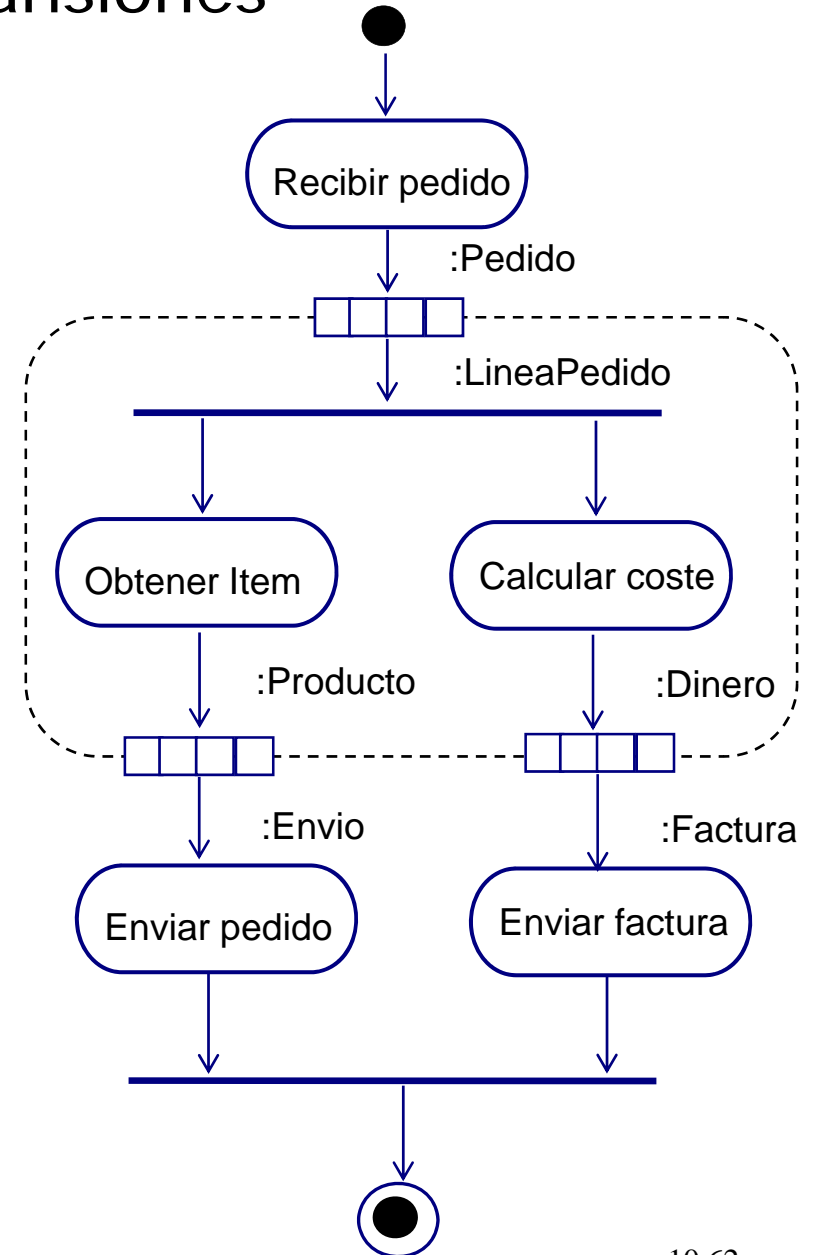 Recibir pedido
:Pedido
:LineaPedido
Obtener Item
Calcular coste
:Producto
:Dinero
:Envio
:Factura
Enviar pedido
Enviar factura